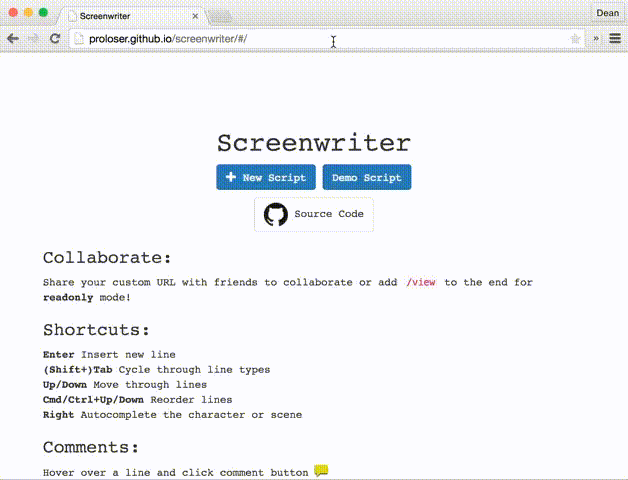 Screenwriter
Dean
proloser.github.io/screenwriter/#/
Screenwriter
New Script
Demo Script
Source Code
Collaborate:
Share your custom URL with friends to collaborate or add /view to the end for
readonly mode!
Shortcuts:
Enter Insert new line
(Shift+)Tab Cycle through line types
Up/Down Move through lines
Cmd/Ctrl+Up/Down Reorder lines
Right Autocomplete the character or scene
Comments:
Hover over a line and click comment button